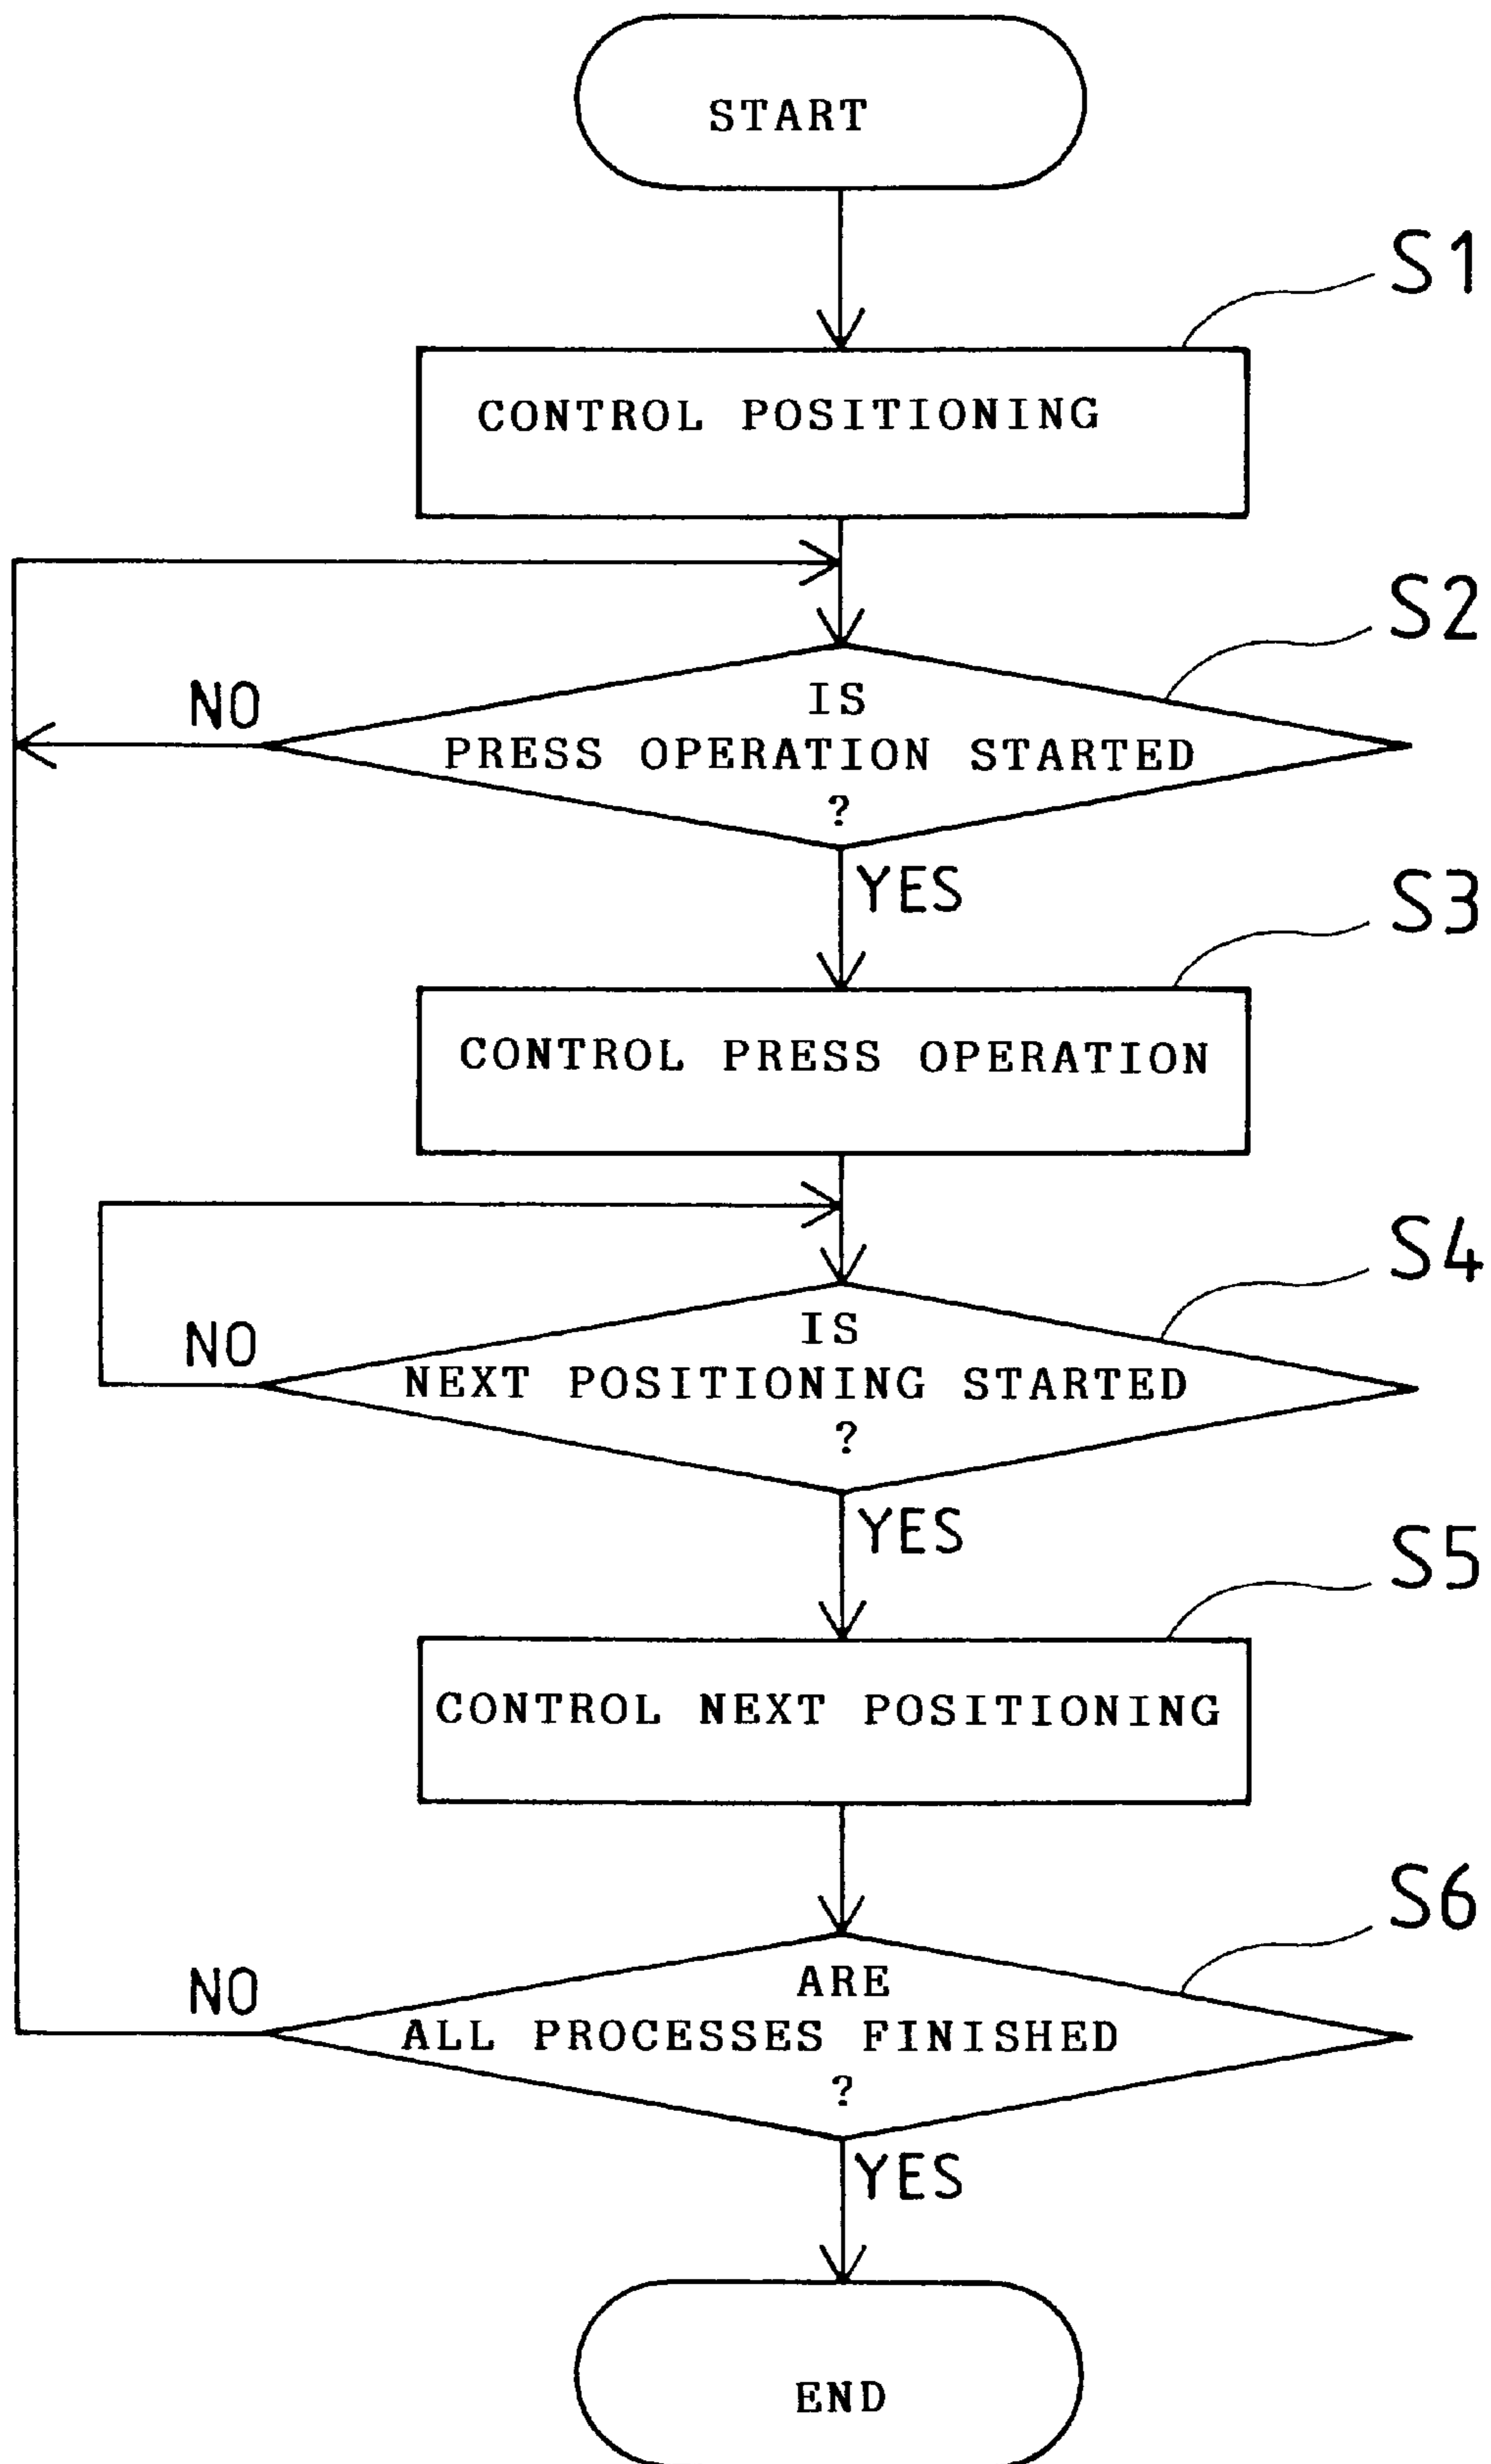 START
S1
CONTROL POSITIONING
S2
NO
IS
PRESS OPERATION STARTED
?
YES
S3
CONTROL PRESS OPERATION
S4
NO
IS
NEXT POSITIONING STARTED
?
YES
S5
CONTROL NEXT POSITIONING
S6
NO
ARE
ALL PROCESSES FINISHED
?
YES
END